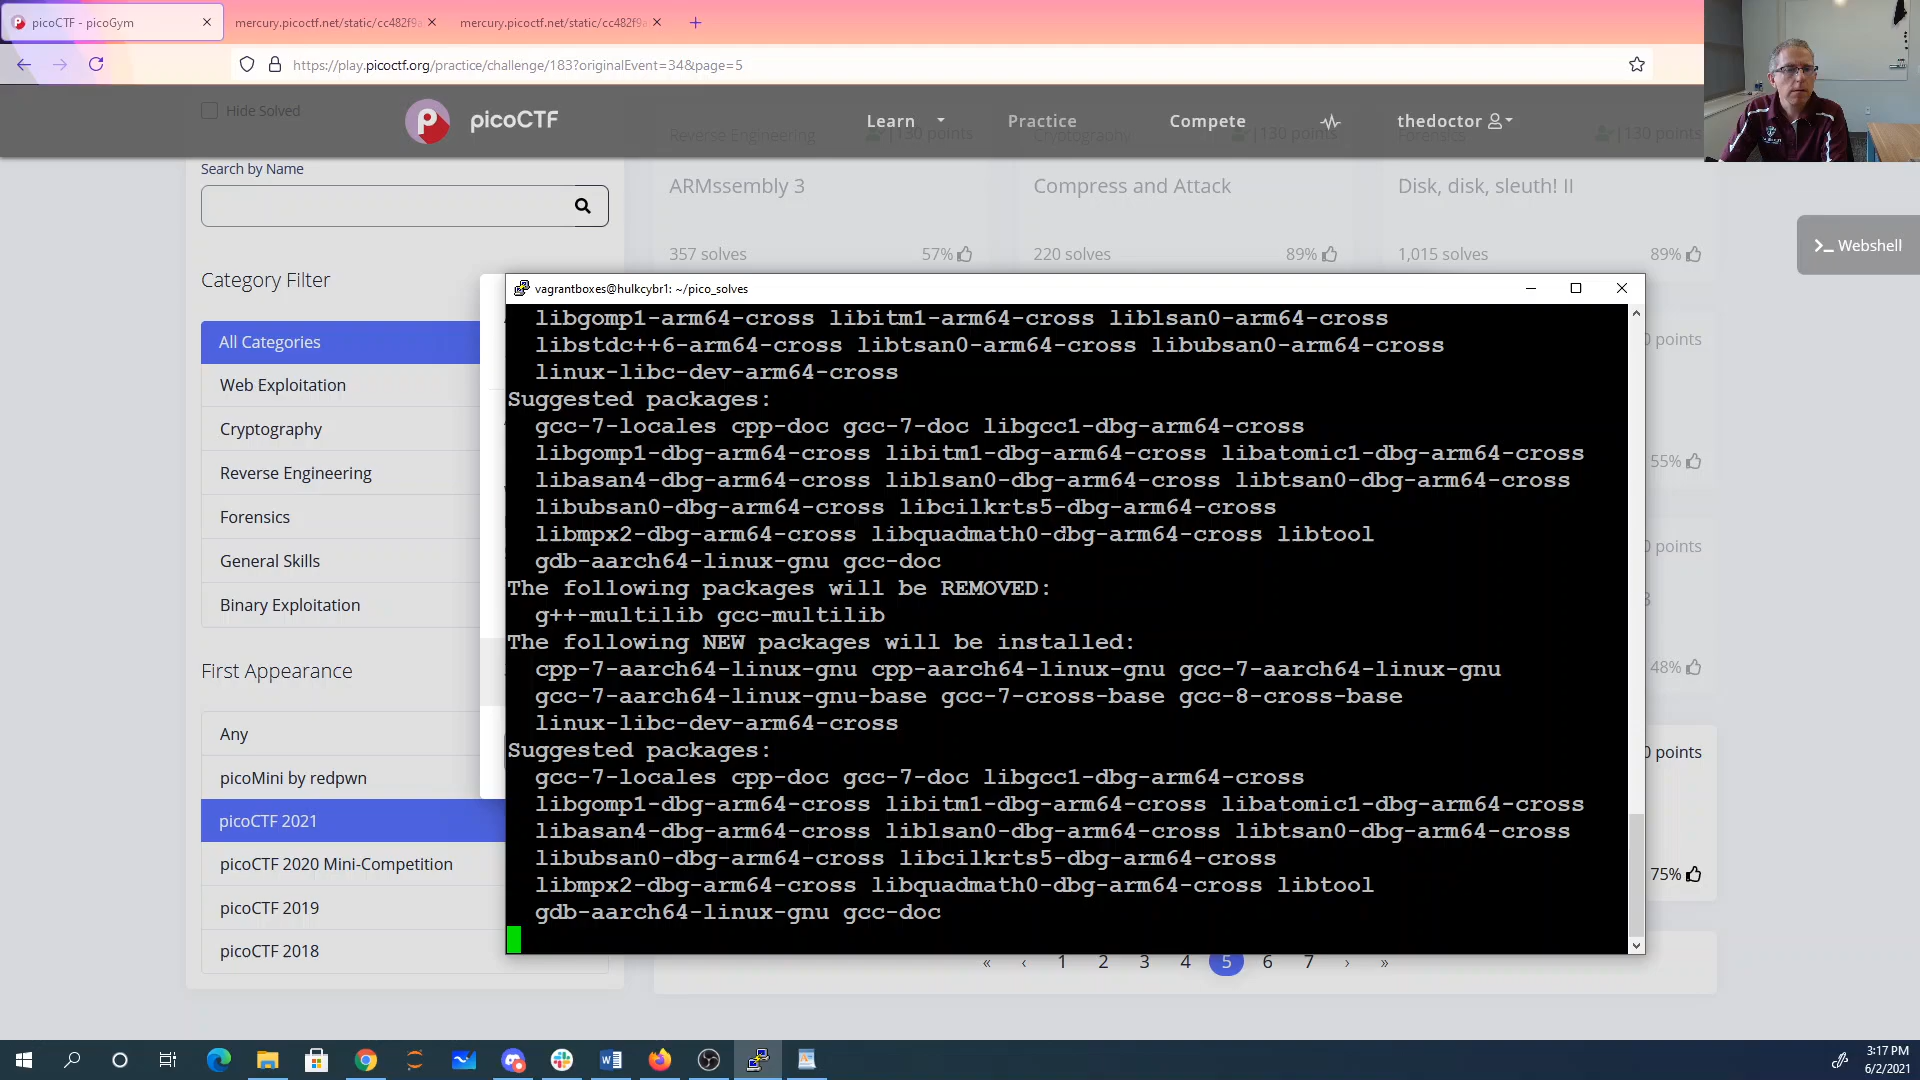 picoCTF - picoGym
mercury.picoctf.net/static/cc482f9a
mercury.picoctf.net/static/cc482f9a
https://play.picoctf.org/practice/challenge/183?originalEvent=34&page=5
Hide Solved
picoCTF
Learn
Practice
Compete
thedoctor
Reverse Engineering
130 points
Cryptography
130 points
Forensics
130 points
Search by Name
ARMssembly 3
Compress and Attack
Disk, disk, sleuth! II
357 solves
57%
220 solves
89%
1,015 solves
89%
>_ Webshell
Category Filter
All Categories
Web Exploitation
Cryptography
Reverse Engineering
Forensics
General Skills
Binary Exploitation
First Appearance
Any
picoMini by redpwn
picoCTF 2021
picoCTF 2020 Mini-Competition
picoCTF 2019
picoCTF 2018
vagrantboxes@hulkcybr1: ~/pico_solves
libgomp1-arm64-cross libitm1-arm64-cross liblsan0-arm64-cross
libstdc++6-arm64-cross libtsan0-arm64-cross libubsan0-arm64-cross
linux-libc-dev-arm64-cross
Suggested packages:
gcc-7-locales cpp-doc gcc-7-doc libgcc1-dbg-arm64-cross
libgomp1-dbg-arm64-cross libitm1-dbg-arm64-cross libatomic1-dbg-arm64-cross
libasan4-dbg-arm64-cross liblsan0-dbg-arm64-cross libtsan0-dbg-arm64-cross
libubsan0-dbg-arm64-cross libcilkrts5-dbg-arm64-cross
libmpx2-dbg-arm64-cross libquadmath0-dbg-arm64-cross libtool
gdb-aarch64-linux-gnu gcc-doc
The following packages will be REMOVED:
g++-multilib gcc-multilib
The following NEW packages will be installed:
cpp-7-aarch64-linux-gnu cpp-aarch64-linux-gnu gcc-7-aarch64-linux-gnu
gcc-7-aarch64-linux-gnu-base gcc-7-cross-base gcc-8-cross-base
linux-libc-dev-arm64-cross
Suggested packages:
gcc-7-locales cpp-doc gcc-7-doc libgcc1-dbg-arm64-cross
libgomp1-dbg-arm64-cross libitm1-dbg-arm64-cross libatomic1-dbg-arm64-cross
libasan4-dbg-arm64-cross liblsan0-dbg-arm64-cross libtsan0-dbg-arm64-cross
libubsan0-dbg-arm64-cross libcilkrts5-dbg-arm64-cross
libmpx2-dbg-arm64-cross libquadmath0-dbg-arm64-cross libtool
gdb-aarch64-linux-gnu gcc-doc
0 points
55%
0 points
48%
0 points
75%
« ‹ 1 2 3 4 5 6 7 › »
3:17 PM
6/2/2021